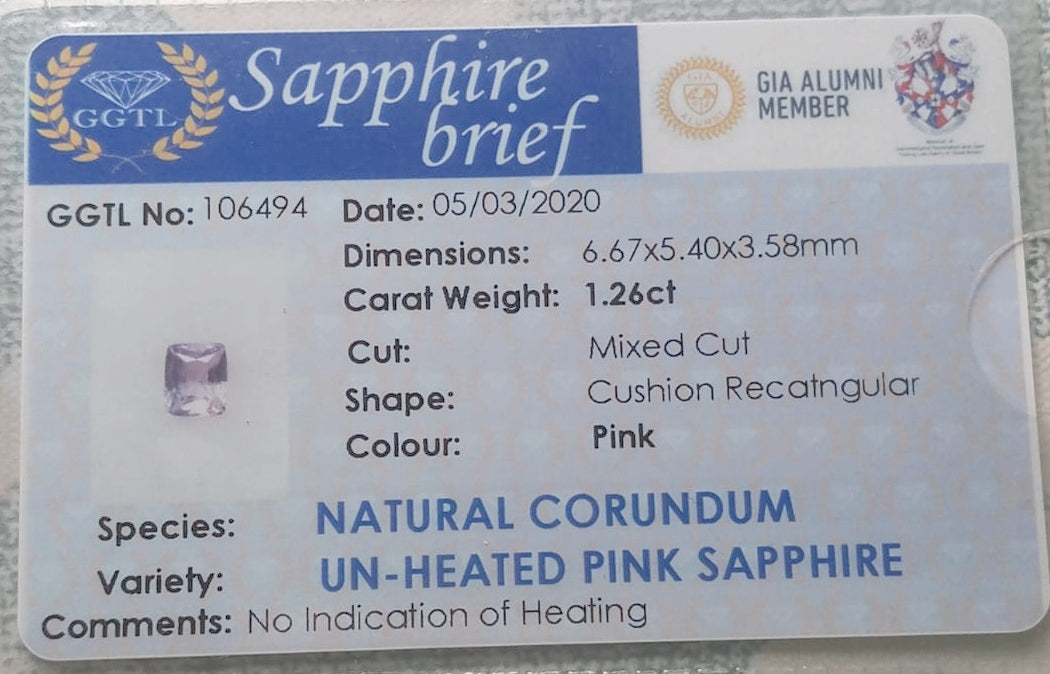 GGTL
Sapphire
brief
GIA
ALUMNI
GIA ALUMNI
MEMBER
GGTL No: 106494 Date: 05/03/2020
Dimensions: 6.67x5.40x3.58mm
Carat Weight: 1.26ct
Cut: Mixed Cut
Shape: Cushion Recatngular
Colour: Pink
Species: NATURAL CORUNDUM
Variety: UN-HEATED PINK SAPPHIRE
Comments: No Indication of Heating